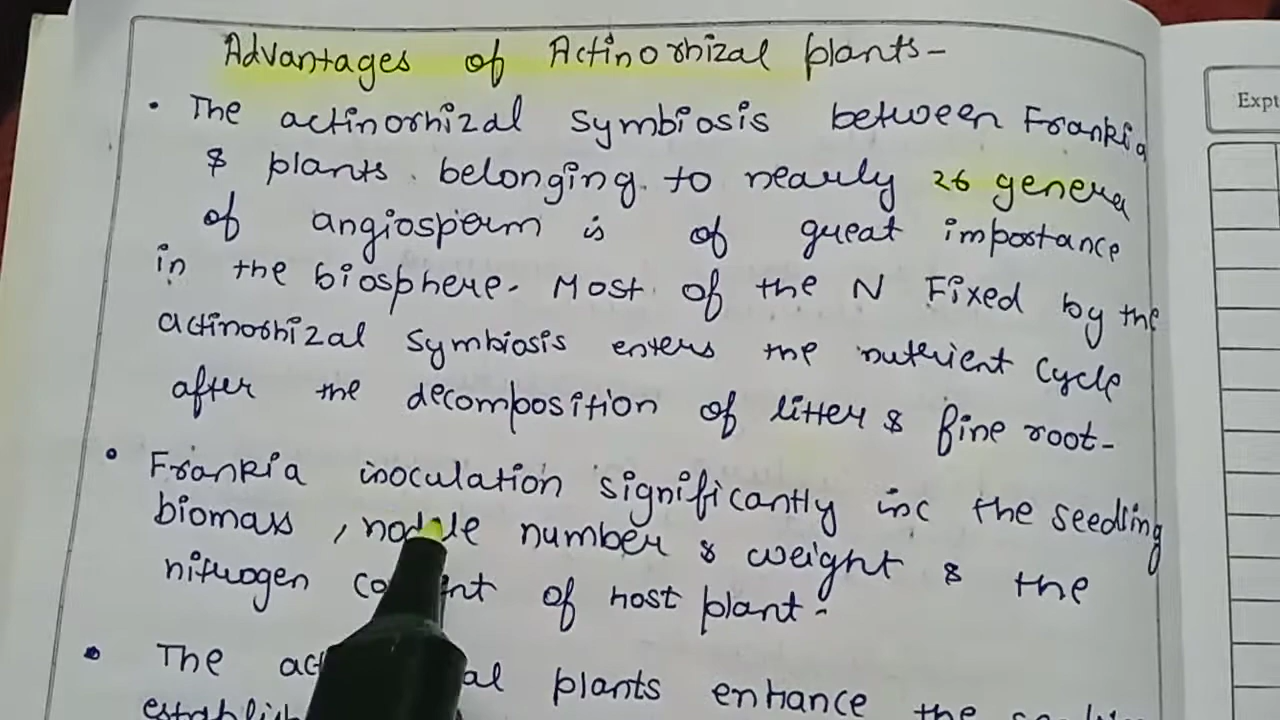 Advantages of Actinorhizal plants-
• The actinorhizal symbiosis between Frankia
& plants belonging to nearly 26 genera
of angiosperm is of great importance
in the biosphere. Most of the N Fixed by the
actinorhizal symbiosis enters the nutrient cycle
after the decomposition of litter & fine root-
• Frankia inoculation significantly inc the seedling
biomass, nodule number & weight & the
nitrogen content of host plant-
• The plants enhance the
Expt